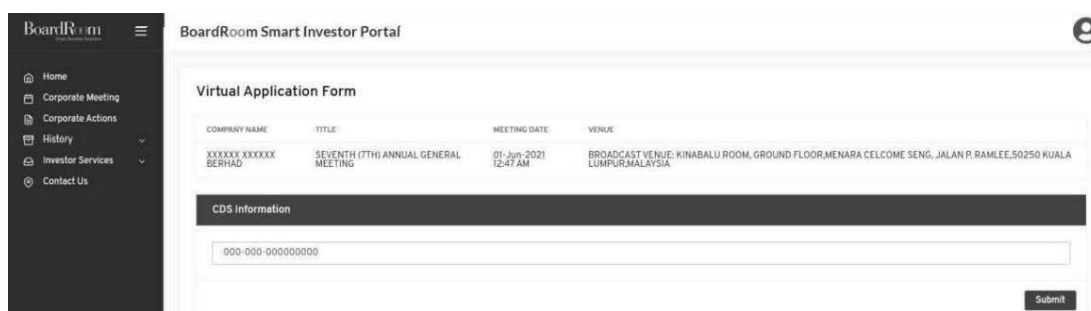 BoardRoom
Smart Business Solutions
BoardRoom Smart Investor Portal
Home
Corporate Meeting
Corporate Actions
History
Investor Services
Contact Us
Virtual Application Form
COMPANY NAME TITLE MEETING DATE VENUE
XXXXXX XXXXXX SEVENTH (7TH) ANNUAL GENERAL 01-Jun-2021 BROADCAST VENUE: KINABALU ROOM, GROUND FLOOR,MENARA CELCOME SENG, JALAN P. RAMLEE,50250 KUALA
BERHAD MEETING 12:47 AM LUMPUR,MALAYSIA
CDS Information
000-000-000000000
Submit